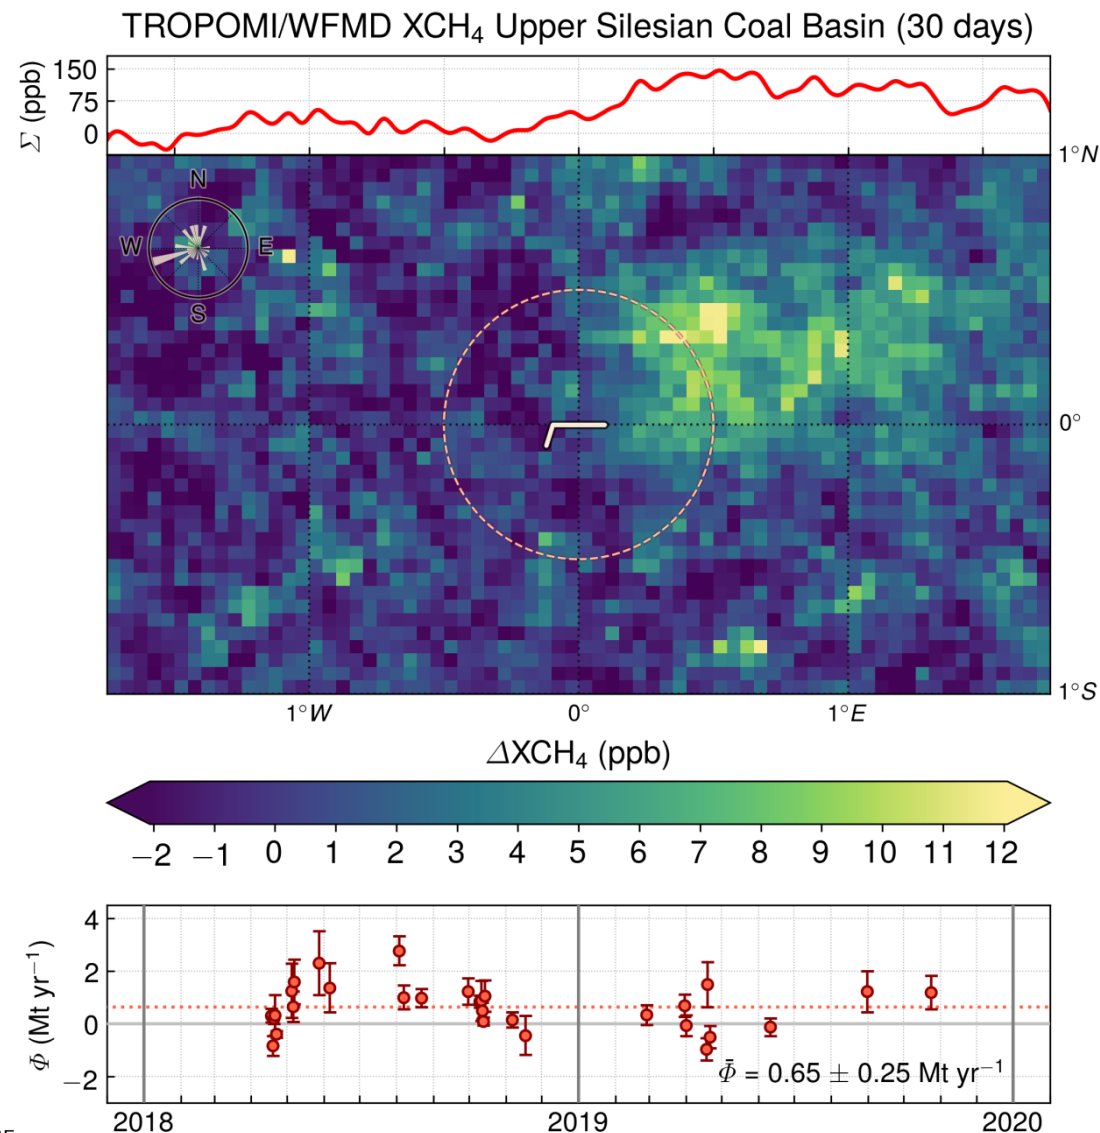 TROPOMI/WFMD XCH₄ Upper Silesian Coal Basin (30 days)
Σ (ppb)
150
75
0
1°N
N
W E
S
0°
1°S
1°W 0° 1°E
ΔXCH₄ (ppb)
−2 −1 0 1 2 3 4 5 6 7 8 9 10 11 12
Φ (Mt yr⁻¹)
4
2
0
−2
Φ̄ = 0.65 ± 0.25 Mt yr⁻¹
2018 2019 2020